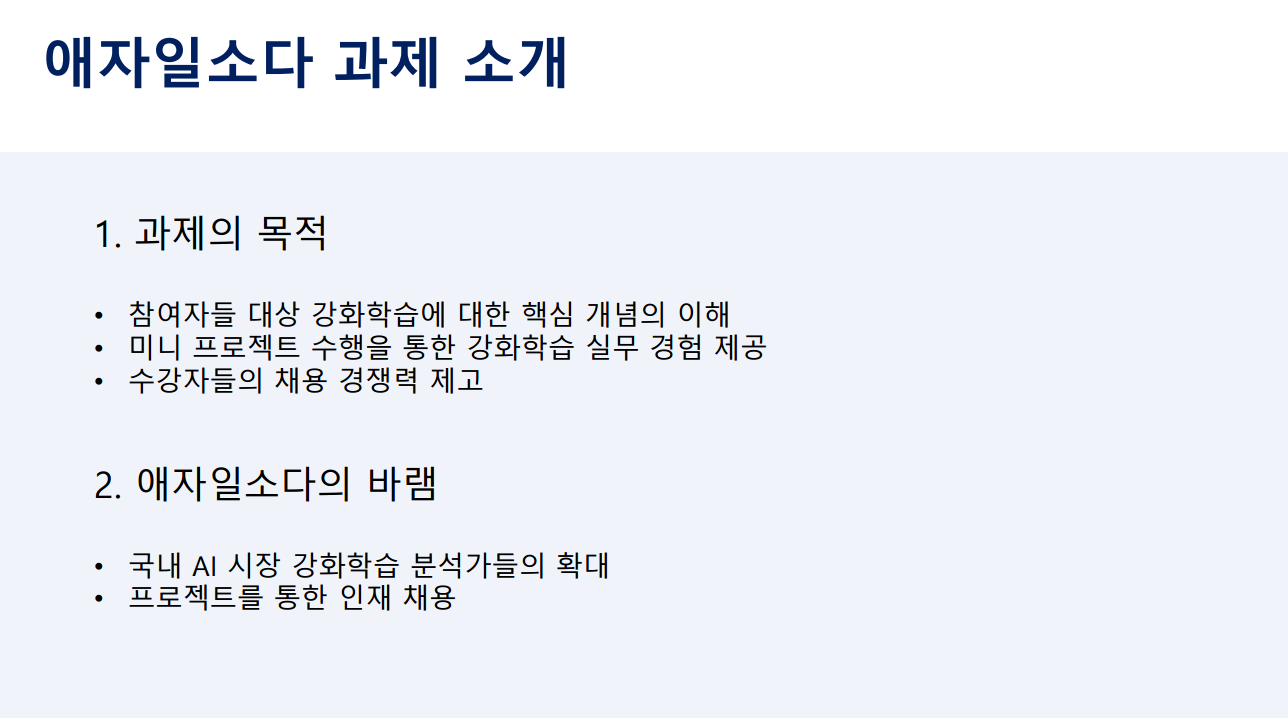 애자일소다 과제 소개
1. 과제의 목적
• 참여자들 대상 강화학습에 대한 핵심 개념의 이해
• 미니 프로젝트 수행을 통한 강화학습 실무 경험 제공
• 수강자들의 채용 경쟁력 제고
2. 애자일소다의 바램
• 국내 AI 시장 강화학습 분석가들의 확대
• 프로젝트를 통한 인재 채용